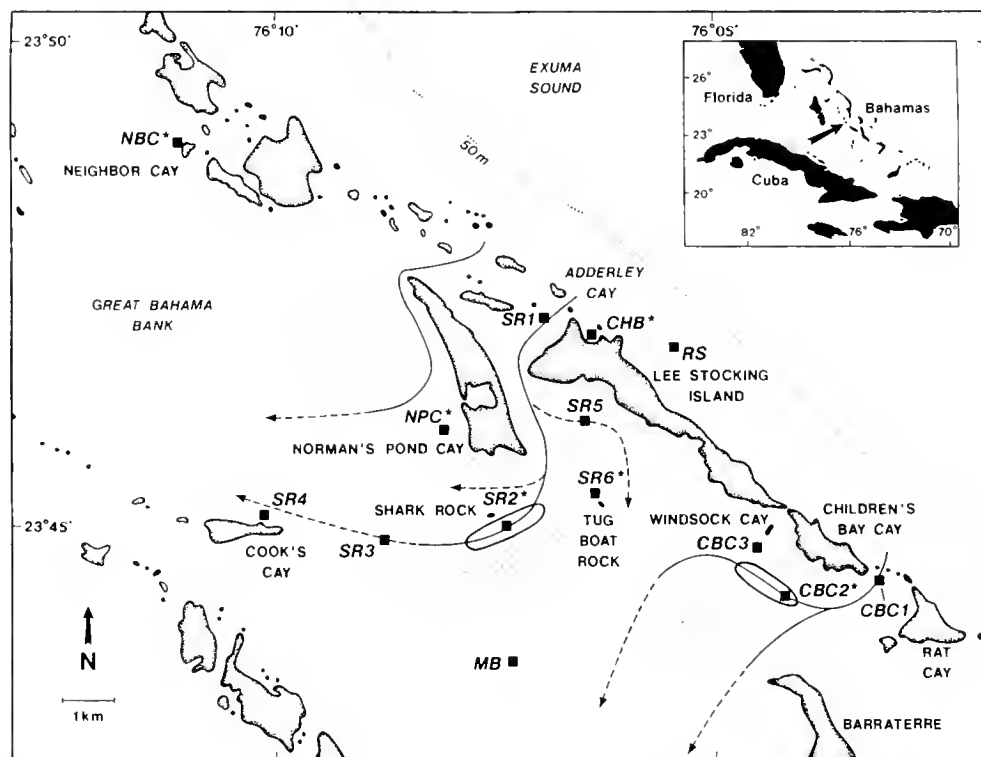 76°10'
76°05'
23°50'
EXUMA
SOUND
26°
Florida
Bahamas
23°
Cuba
20°
82°
76°
70°
50m
NBC*
NEIGHBOR CAY
GREAT BAHAMA
BANK
ADDERLEY
CAY
SR1
CHB*
RS
LEE STOCKING
ISLAND
NPC*
SR5
NORMAN'S POND CAY
SR4
SR2*
SR6*
SHARK ROCK
TUG
BOAT
ROCK
WINDSOCK CAY
CHILDREN'S
BAY CAY
23°45'
SR3
CBC3
COOK'S
CAY
CBC2*
CBC1
N
MB
RAT
CAY
1km
BARRATERRE